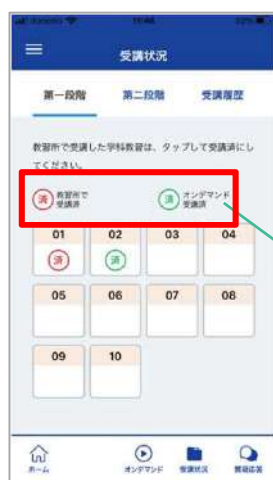 受講状況
第一段階 第二段階 受講履歴
教習所で受講した学科教習は、タップして受講済にし
てください。
済 教習所で 済 オンデマンド
受講済 受講済
01 02 03 04
済 済
05 06 07 08
09 10
ホーム オンデマンド 受講状況 質疑応答